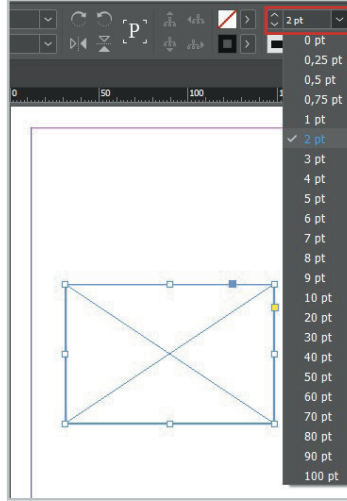 P
2 pt
0 pt
0,25 pt
0,5 pt
0,75 pt
1 pt
2 pt
3 pt
4 pt
5 pt
6 pt
7 pt
8 pt
9 pt
10 pt
20 pt
30 pt
40 pt
50 pt
60 pt
70 pt
80 pt
90 pt
100 pt
0 50 100 1